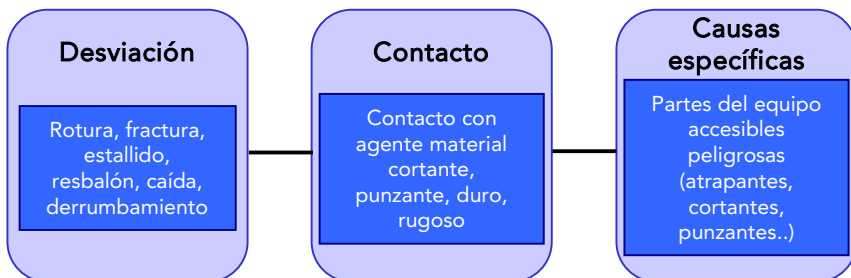 Desviación
Rotura, fractura,
estallido,
resbalón, caída,
derrumbamiento
Contacto
Contacto con
agente material
cortante,
punzante, duro,
rugoso
Causas
específicas
Partes del equipo
accesibles
peligrosas
(atrapantes,
cortantes,
punzantes..)